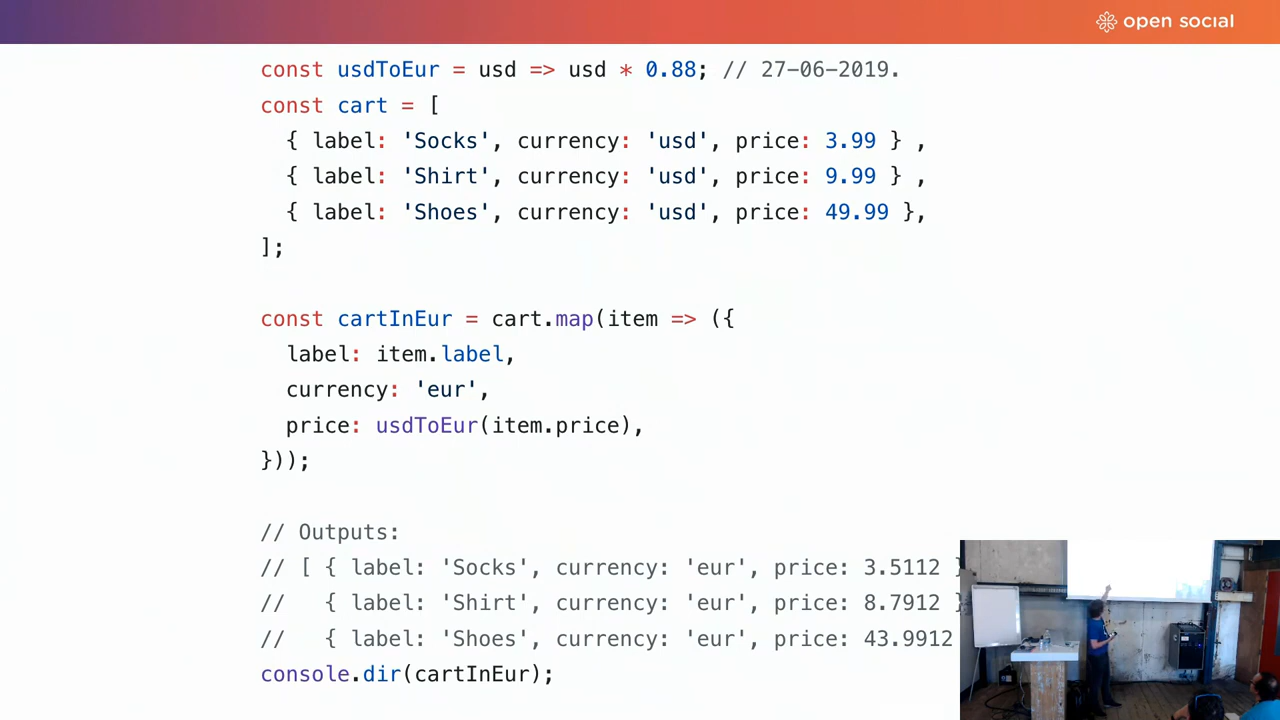 open social
const usdToEur = usd => usd * 0.88; // 27-06-2019.
const cart = [
  { label: 'Socks', currency: 'usd', price: 3.99 } ,
  { label: 'Shirt', currency: 'usd', price: 9.99 } ,
  { label: 'Shoes', currency: 'usd', price: 49.99 },
];
const cartInEur = cart.map(item => ({
  label: item.label,
  currency: 'eur',
  price: usdToEur(item.price),
}));
// Outputs:
// [ { label: 'Socks', currency: 'eur', price: 3.5112 }
//   { label: 'Shirt', currency: 'eur', price: 8.7912 }
//   { label: 'Shoes', currency: 'eur', price: 43.9912
console.dir(cartInEur);